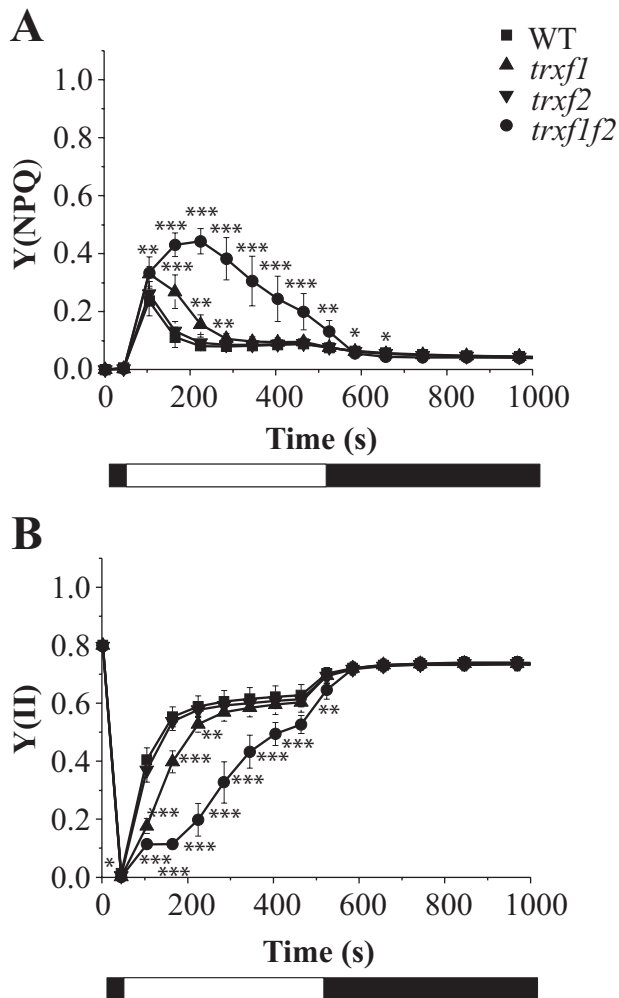 A
WT
trxf1
trxf2
trxf1f2
Y(NPQ)
1.0
0.8
0.6
0.4
0.2
0.0
** *** *** *** *** *** *** ** * *
*** ** **
0 200 400 600 800 1000
Time (s)
B
Y(II)
1.0
0.8
0.6
0.4
0.2
0.0
* *** *** *** *** *** *** *** **
*** *** **
0 200 400 600 800 1000
Time (s)